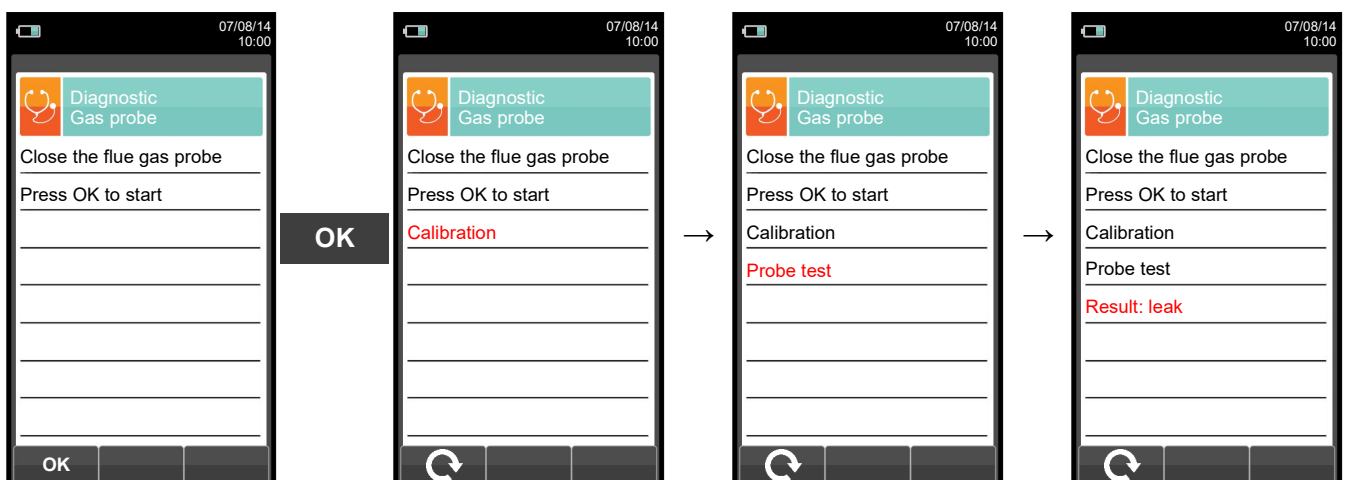 07/08/14
10:00
Diagnostic
Gas probe
Close the flue gas probe
Press OK to start
OK
OK
07/08/14
10:00
Diagnostic
Gas probe
Close the flue gas probe
Press OK to start
Calibration
→
07/08/14
10:00
Diagnostic
Gas probe
Close the flue gas probe
Press OK to start
Calibration
Probe test
→
07/08/14
10:00
Diagnostic
Gas probe
Close the flue gas probe
Press OK to start
Calibration
Probe test
Result: leak